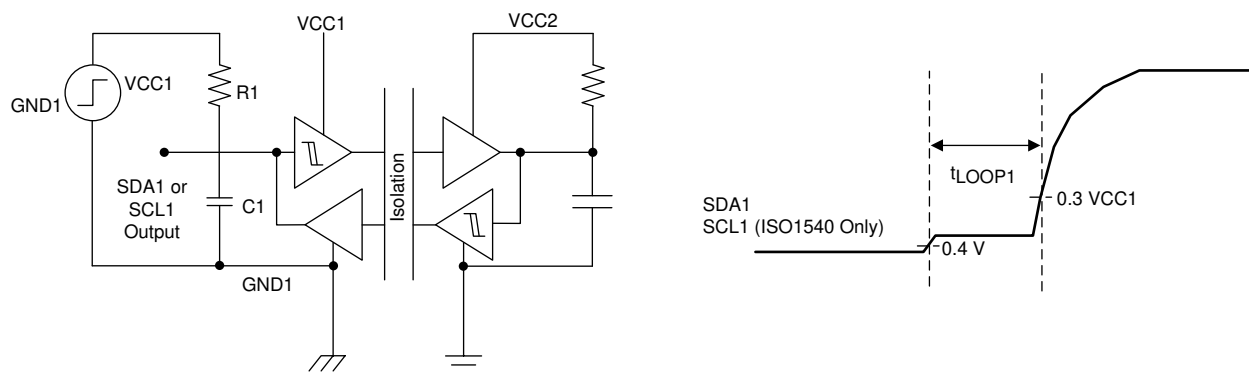 VCC1
VCC2
VCC1
GND1
R1
SDA1 or
SCL1
Output
C1
Isolation
GND1
tLOOP1
0.3 VCC1
SDA1
SCL1 (ISO1540 Only)
0.4 V